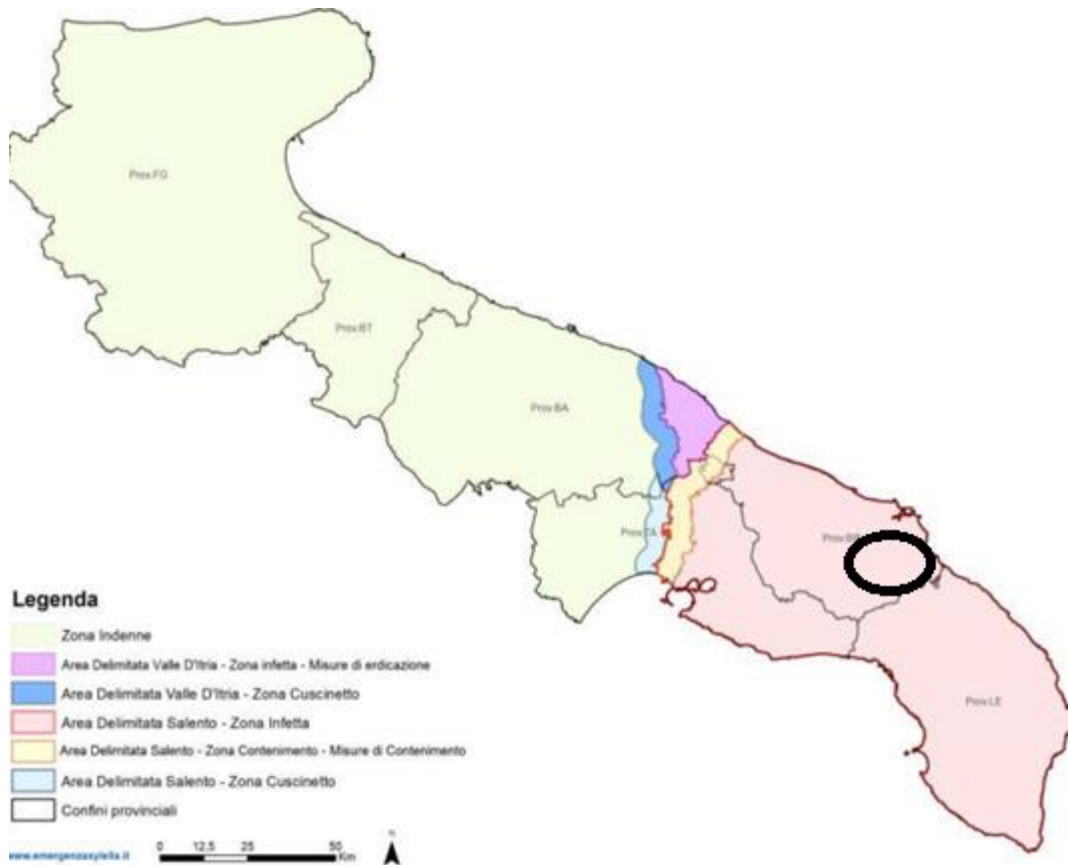 Prov.FG
Prov.BT
Prov.BA
Prov.TA
Prov.BR
Prov.LE
Legenda
Zona Indenne
Area Delimitata Valle D'Itria - Zona infetta - Misure di erdicazione
Area Delimitata Valle D'Itria - Zona Cuscinetto
Area Delimitata Salento - Zona Infetta
Area Delimitata Salento - Zona Contenimento - Misure di Contenimento
Area Delimitata Salento - Zona Cuscinetto
Confini provinciali
www.emergenzaxylella.it
0 12,5 25 50
Km
N